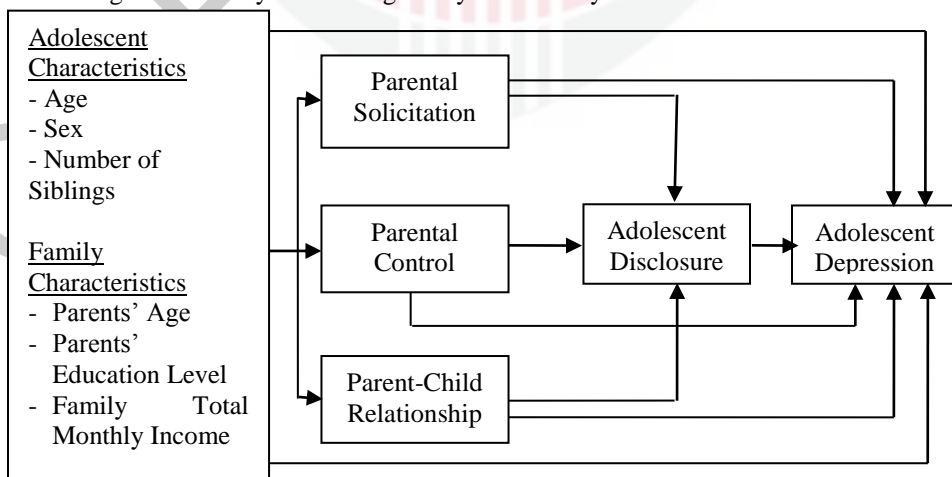 Adolescent
Characteristics
- Age
- Sex
- Number of
Siblings
Family
Characteristics
- Parents' Age
- Parents'
Education Level
- Family Total
Monthly Income
Parental
Solicitation
Parental
Control
Parent-Child
Relationship
Adolescent
Disclosure
Adolescent
Depression